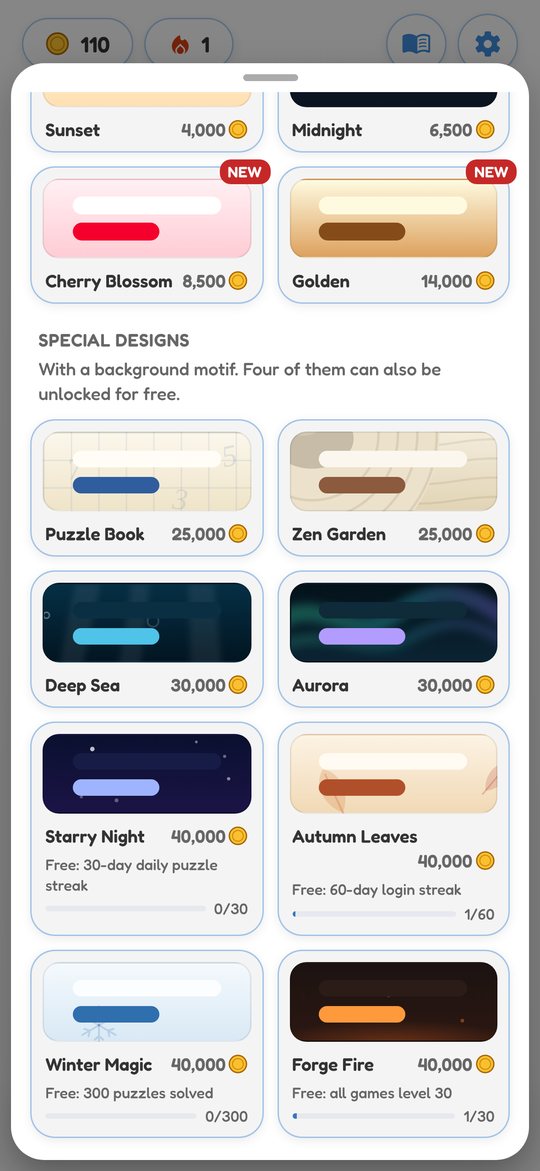 110
1
Sunset 4,000
Midnight 6,500
NEW
NEW
Cherry Blossom 8,500
Golden 14,000
SPECIAL DESIGNS
With a background motif. Four of them can also be
unlocked for free.
5
3
Puzzle Book 25,000
Zen Garden 25,000
Deep Sea 30,000
Aurora 30,000
Starry Night 40,000
Free: 30-day daily puzzle
streak
0/30
Autumn Leaves
40,000
Free: 60-day login streak
1/60
Winter Magic 40,000
Free: 300 puzzles solved
0/300
Forge Fire 40,000
Free: all games level 30
1/30